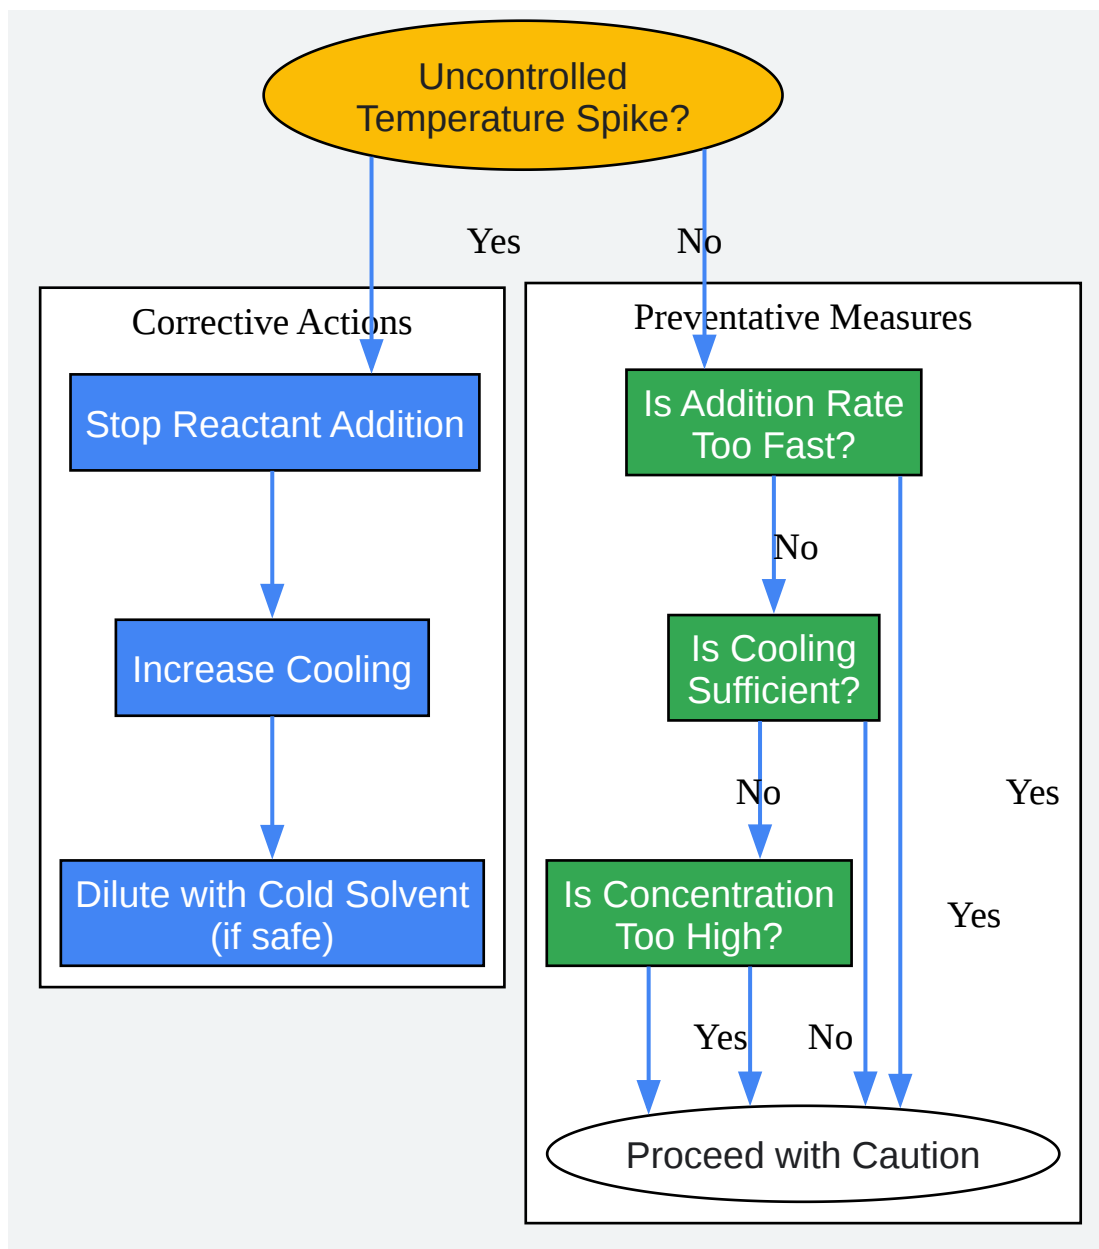 Uncontrolled
Temperature Spike?
Yes
No
Corrective Actions
Stop Reactant Addition
Increase Cooling
Dilute with Cold Solvent
(if safe)
Preventative Measures
Is Addition Rate
Too Fast?
No
Is Cooling
Sufficient?
No
Yes
Is Concentration
Too High?
Yes
Yes
No
Proceed with Caution